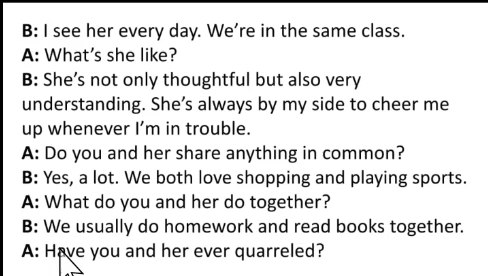 B: I see her every day. We're in the same class.
A: What's she like?
B: She's not only thoughtful but also very
understanding. She's always by my side to cheer me
up whenever I'm in trouble.
A: Do you and her share anything in common?
B: Yes, a lot. We both love shopping and playing sports.
A: What do you and her do together?
B: We usually do homework and read books together.
A: Have you and her ever quarreled?